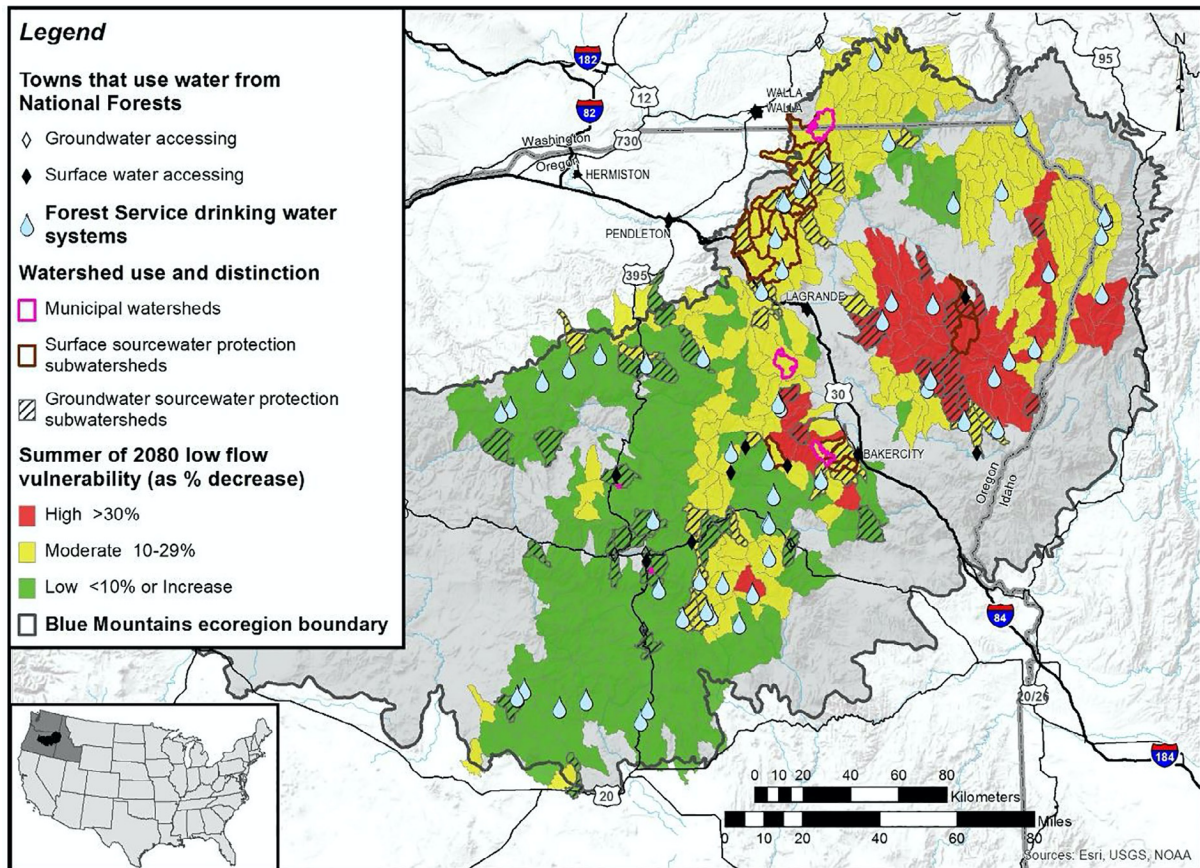 Legend
Towns that use water from
National Forests
Groundwater accessing
Surface water accessing
Forest Service drinking water
systems
Watershed use and distinction
Municipal watersheds
Surface sourcewater protection
subwatersheds
Groundwater sourcewater protection
subwatersheds
Summer of 2080 low flow
vulnerability (as % decrease)
High >30%
Moderate 10-29%
Low <10% or Increase
Blue Mountains ecoregion boundary
182
82
12
730
Washington
Oregon
HERMISTON
WALLA
WALLA
PENDLETON
395
LAGRANDE
30
BAKERCITY
95
N
Oregon
Idaho
84
20/26
184
20
0 10 20 40 60 80
Kilometers
Miles
0 10 20 40 60 80
Sources: Esri, USGS, NOAA